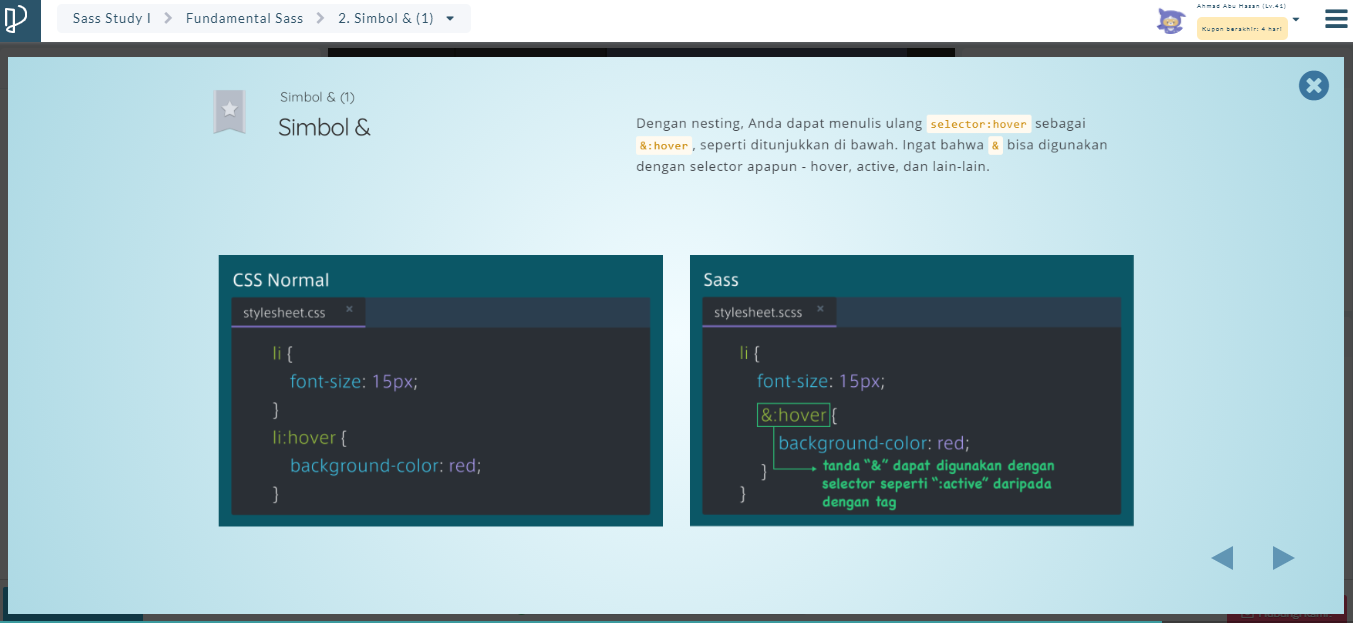 Sass Study I
Fundamental Sass
2. Simbol & (1)
Ahmad Abu Hasan (Lv.41)
Kupon berakhir: 4 hari
Simbol & (1)
Simbol &
Dengan nesting, Anda dapat menulis ulang selector:hover sebagai
&:hover, seperti ditunjukkan di bawah. Ingat bahwa & bisa digunakan
dengan selector apapun - hover, active, dan lain-lain.
CSS Normal
stylesheet.css ×
li {
font-size: 15px;
}
li:hover {
background-color: red;
}
Sass
stylesheet.scss ×
li {
font-size: 15px;
&:hover {
background-color: red;
}
tanda "&" dapat digunakan dengan
selector seperti ":active" daripada
dengan tag
}